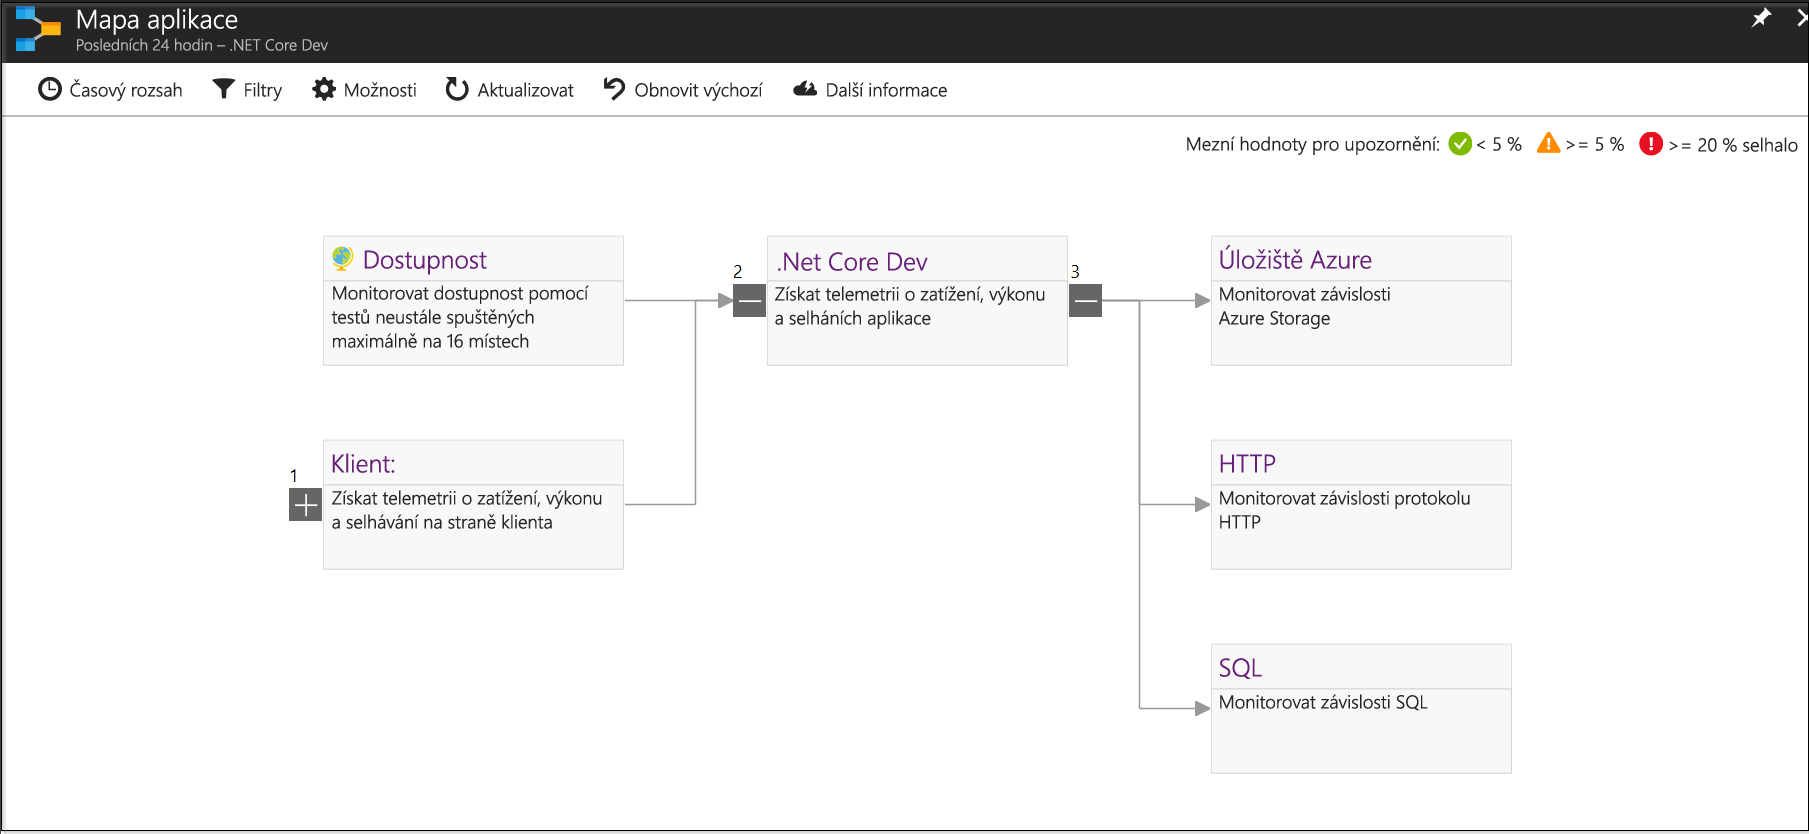 Mapa aplikace
Posledních 24 hodin – .NET Core Dev
Časový rozsah
Filtry
Možnosti
Aktualizovat
Obnovit výchozí
Další informace
Mezní hodnoty pro upozornění: < 5 % >= 5 % >= 20 % selhalo
Dostupnost
Monitorovat dostupnost pomocí
testů neustále spuštěných
maximálně na 16 místech
2
.Net Core Dev
Získat telemetrii o zatížení, výkonu
a selháních aplikace
3
Úložiště Azure
Monitorovat závislosti
Azure Storage
1
Klient:
Získat telemetrii o zatížení, výkonu
a selhávání na straně klienta
HTTP
Monitorovat závislosti protokolu
HTTP
SQL
Monitorovat závislosti SQL